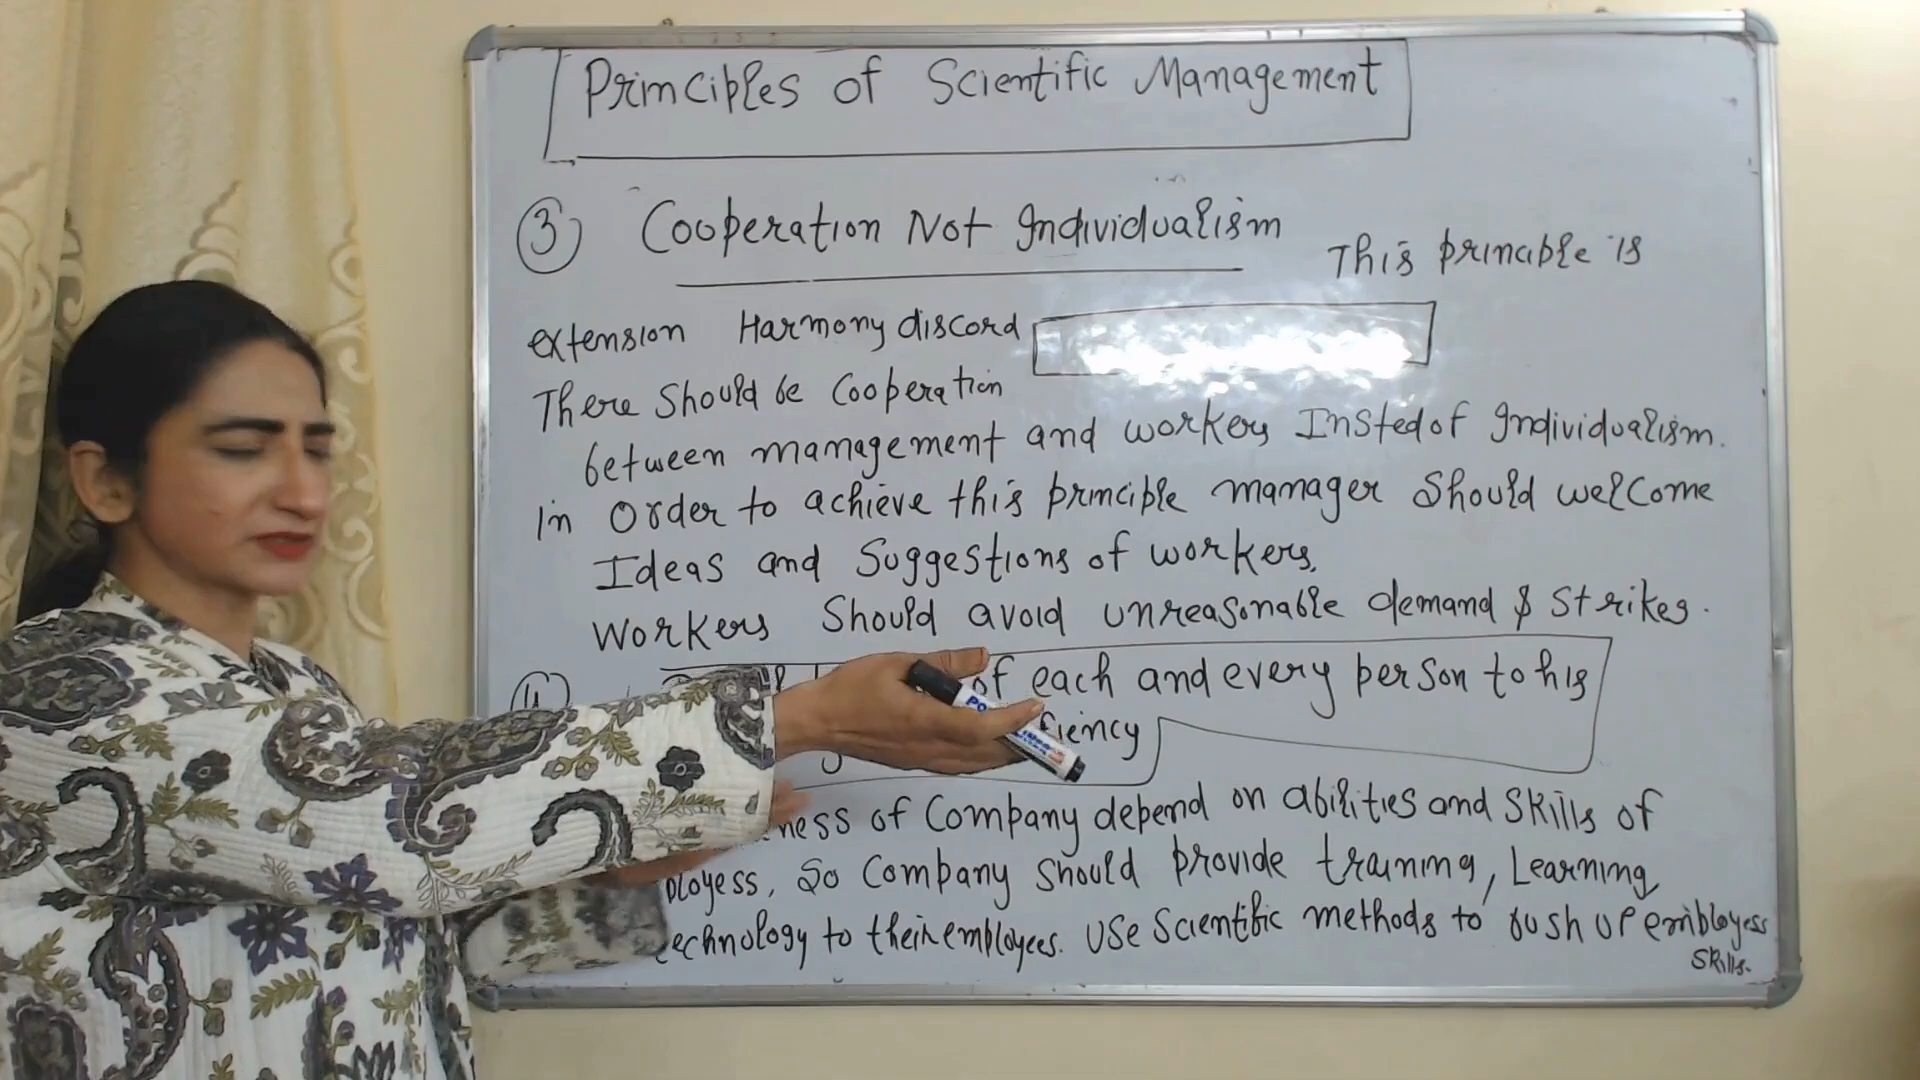 Principles of Scientific Management
3 Cooperation Not Individualism
This principle is
extension Harmony discord
There Should be Cooperation
between management and workers Insted of Individualism.
in order to achieve this principle manager Should welcome
Ideas and Suggestions of workers.
Workers Should avoid unreasonable demand & Strikes.
4 of each and every person to his
ficiency
ness of Company depend on abilities and Skills of
ployess, So Company should provide training, Learning
echnology to their employees. Use Scientific methods to push up employess
Skills.